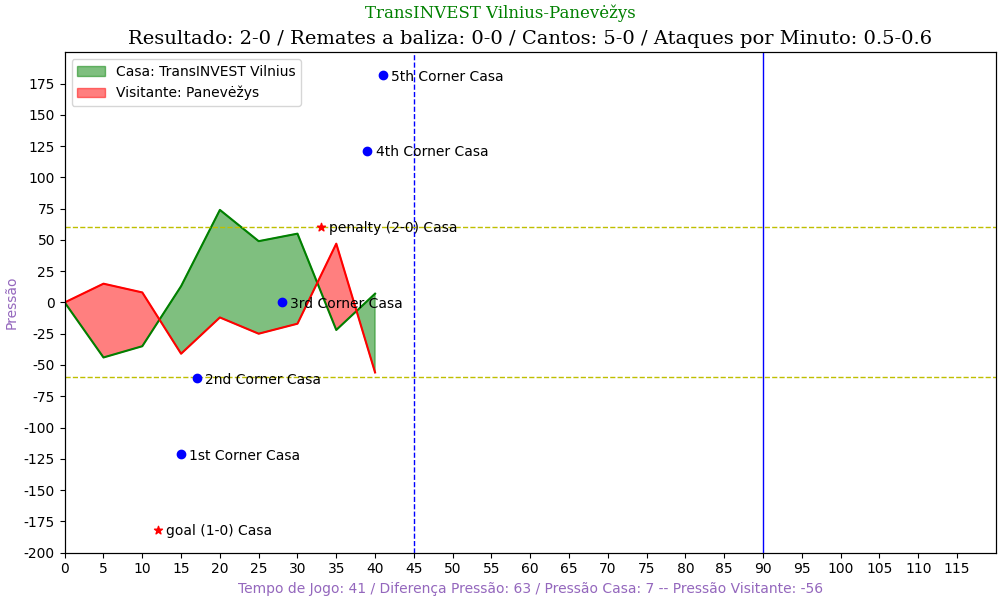 TransINVEST Vilnius-Panevėžys
Resultado: 2-0 / Remates a baliza: 0-0 / Cantos: 5-0 / Ataques por Minuto: 0.5-0.6
Casa: TransINVEST Vilnius
Visitante: Panevėžys
5th Corner Casa
4th Corner Casa
penalty (2-0) Casa
3rd Corner Casa
2nd Corner Casa
1st Corner Casa
goal (1-0) Casa
Pressão
175
150
125
100
75
50
25
0
-25
-50
-75
-100
-125
-150
-175
-200
0 5 10 15 20 25 30 35 40 45 50 55 60 65 70 75 80 85 90 95 100 105 110 115
Tempo de Jogo: 41 / Diferença Pressão: 63 / Pressão Casa: 7 -- Pressão Visitante: -56